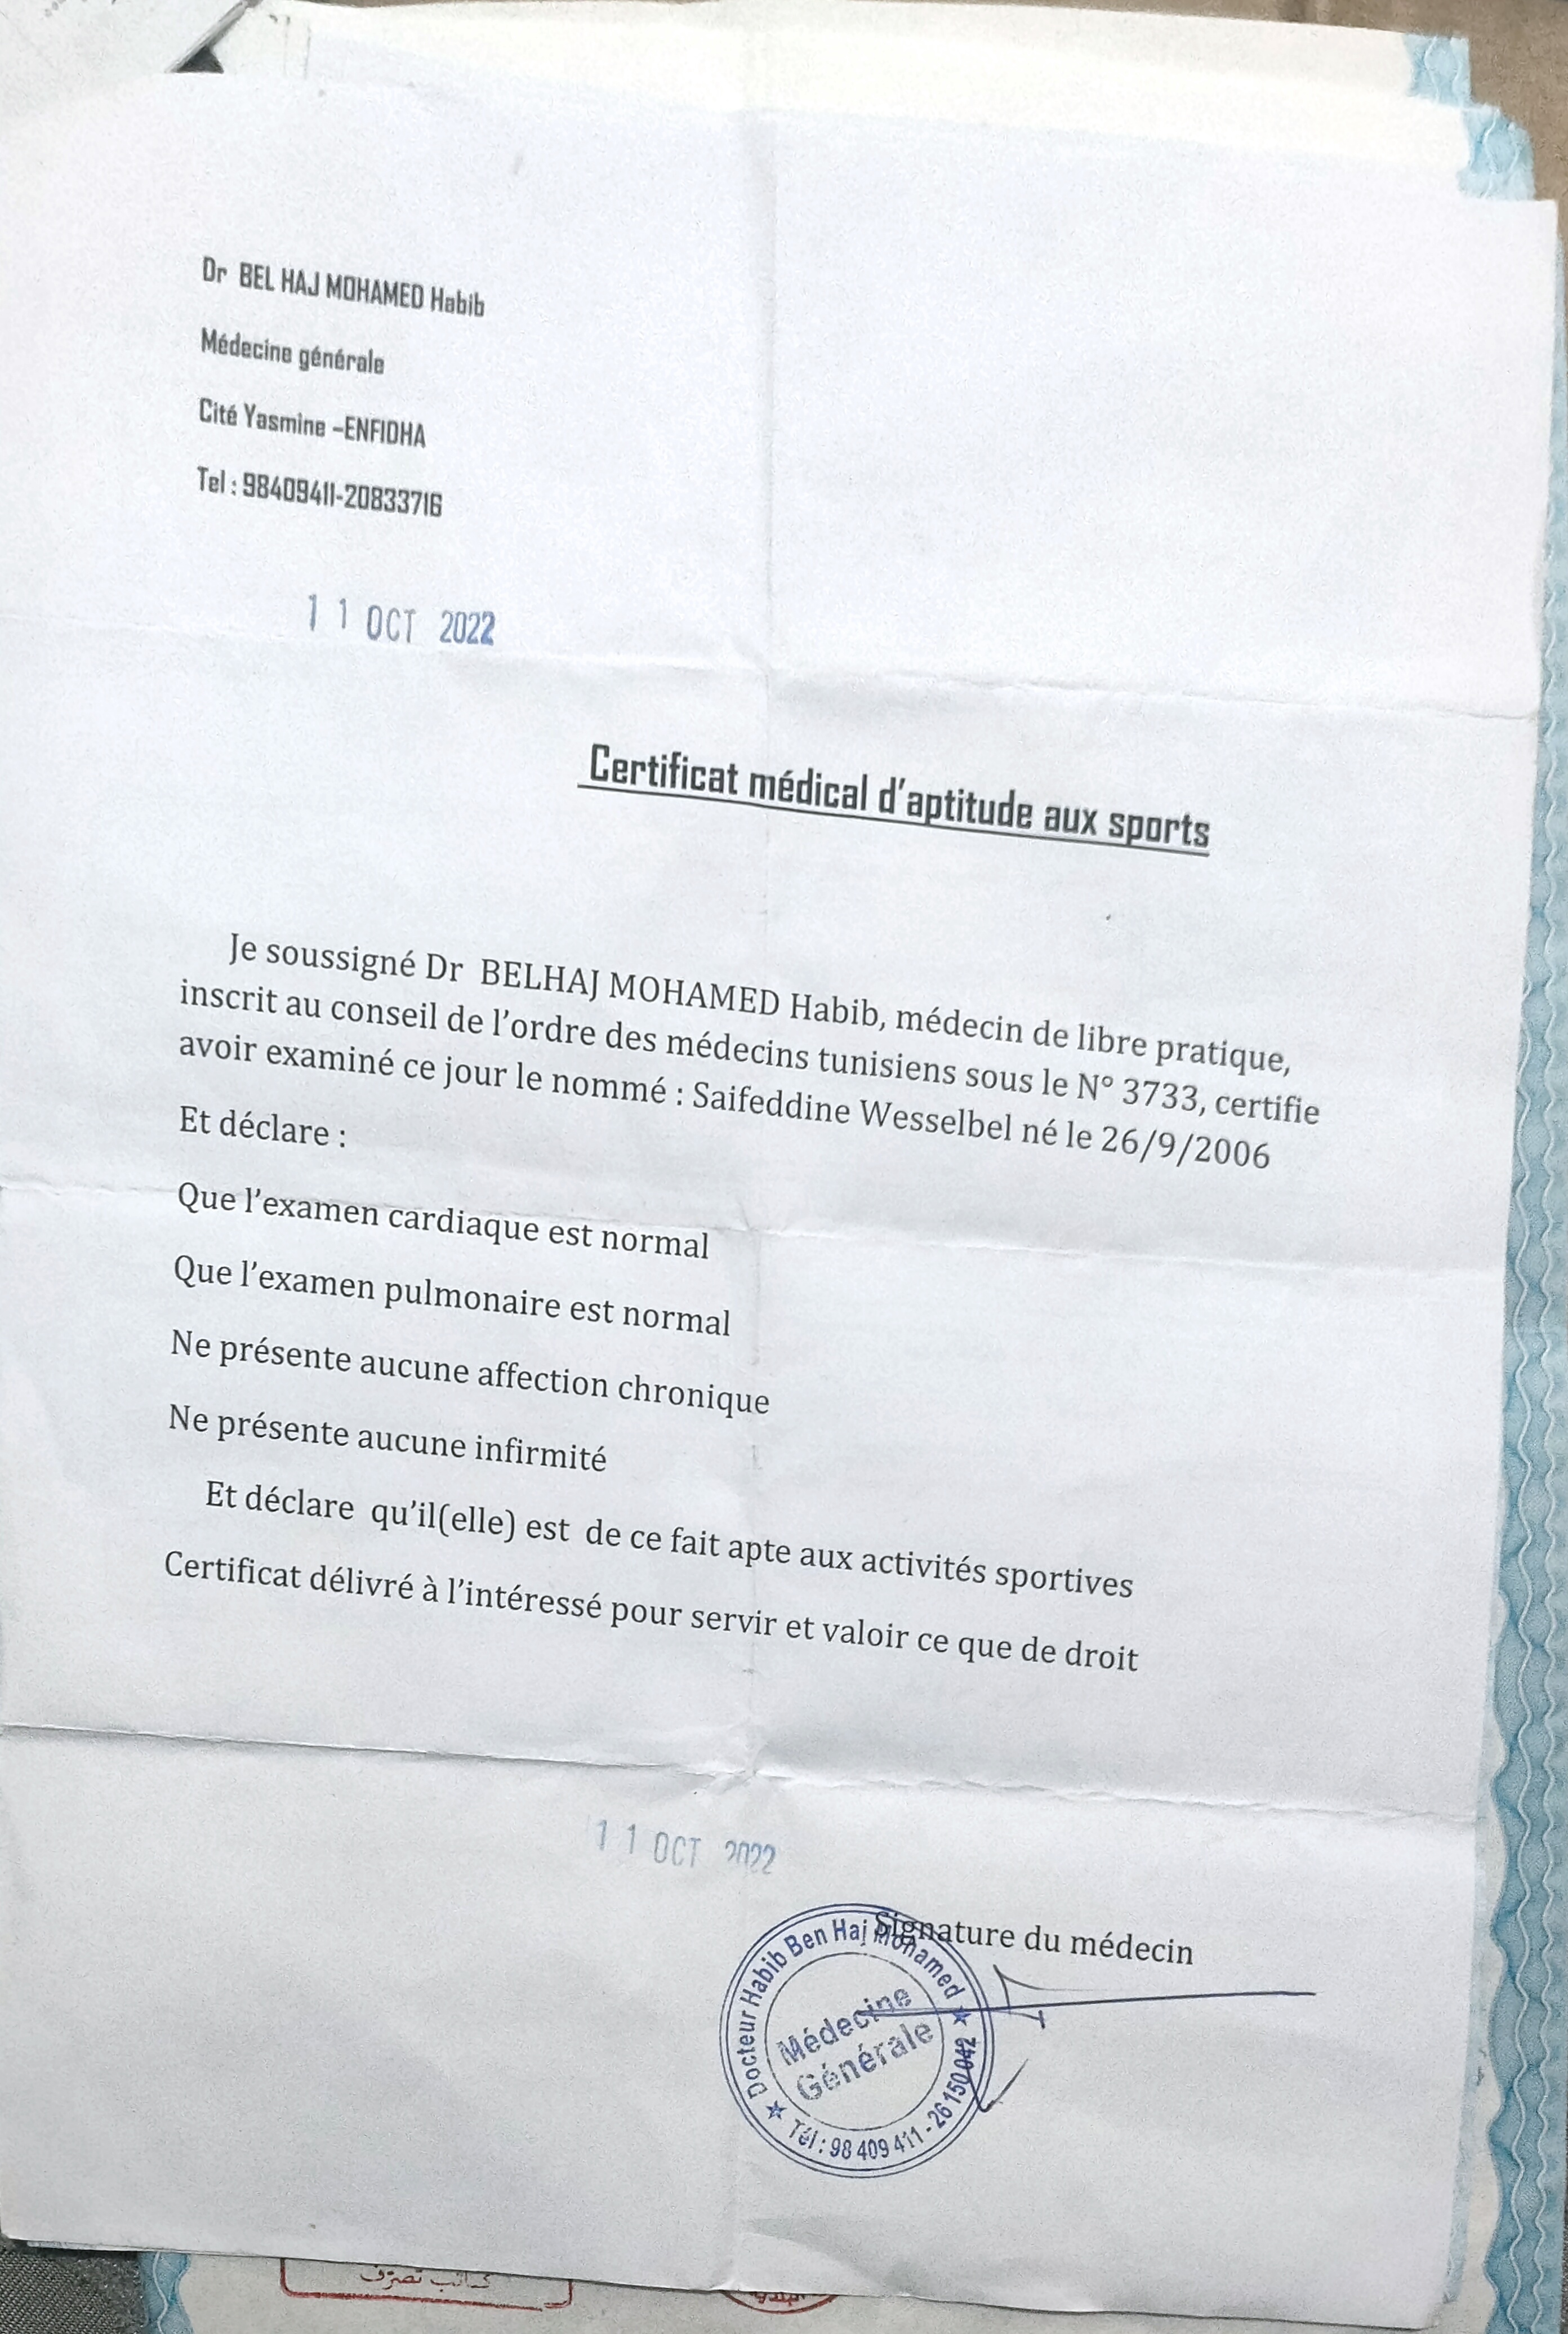 Dr BEL HAJ MOHAMED Habib
Médecine générale
Cité Yasmine –ENFIDHA
Tel : 98409411-20833716
11 OCT 2022
Certificat médical d'aptitude aux sports
Je soussigné Dr BELHAJ MOHAMED Habib, médecin de libre pratique,
inscrit au conseil de l'ordre des médecins tunisiens sous le N° 3733, certifie
avoir examiné ce jour le nommé : Saifeddine Wesselbel né le 26/9/2006
Et déclare :
Que l'examen cardiaque est normal
Que l'examen pulmonaire est normal
Ne présente aucune affection chronique
Ne présente aucune infirmité
Et déclare qu'il(elle) est de ce fait apte aux activités sportives
Certificat délivré à l'intéressé pour servir et valoir ce que de droit
11 OCT 2022
Signature du médecin
Docteur Habib Ben Haj Mohamed
Médecine
Générale
Tél : 98 409 411 - 26 150 042
كاتب تصرف
البلدية